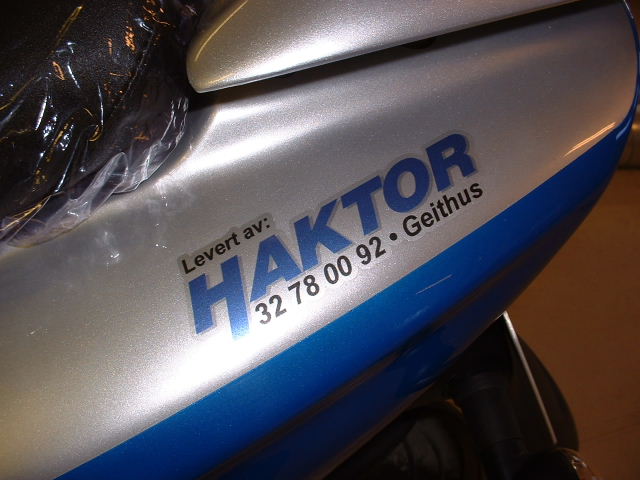 Levert av:
HAKTOR
32 78 00 92 • Geithus